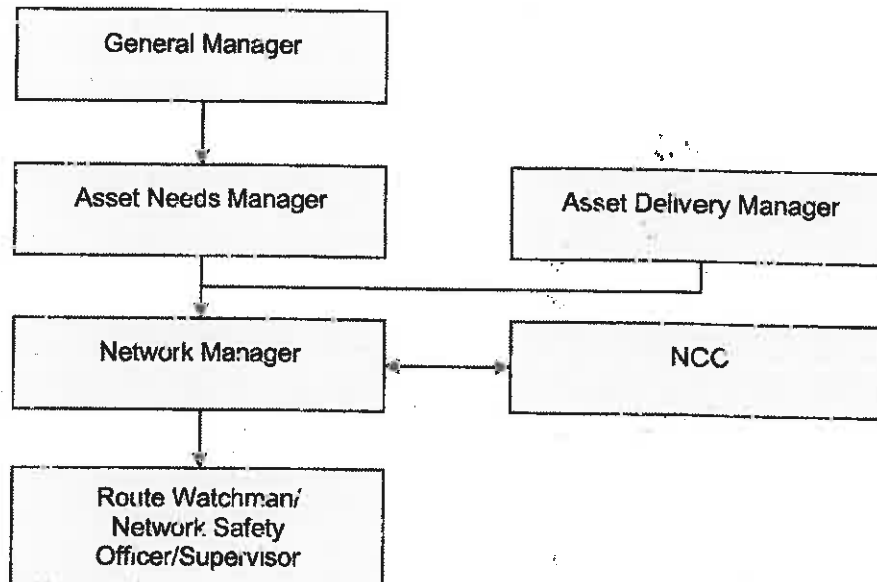 General Manager
Asset Needs Manager
Asset Delivery Manager
Network Manager
NCC
Route Watchman/
Network Safety
Officer/Supervisor